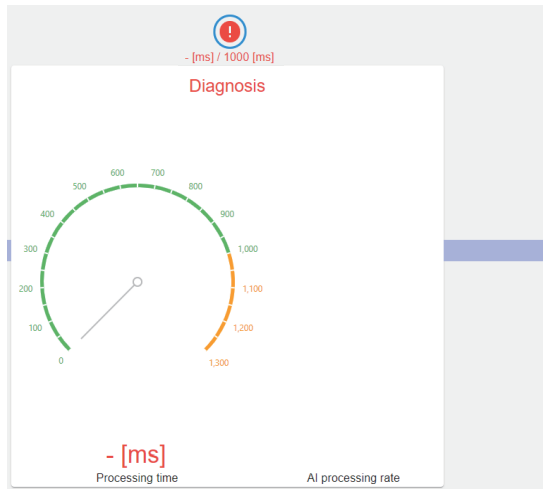 !
- [ms] / 1000 [ms]
Diagnosis
600 700
500 800
400 900
300 1,000
200 1,100
100 1,200
0 1,300
- [ms]
Processing time AI processing rate